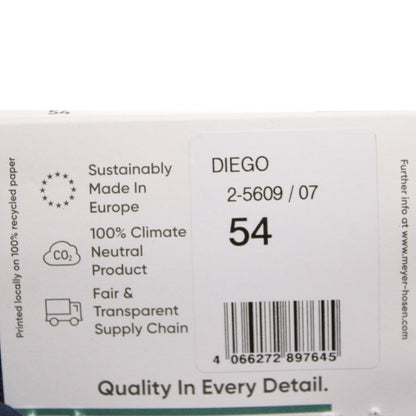 54
Printed locally on 100% recycled paper
Sustainably
Made In
Europe
CO₂
100% Climate
Neutral
Product
Fair &
Transparent
Supply Chain
DIEGO
2-5609 / 07
54
4 066272 897645
Further info at www.meyer-hosen.com
Quality In Every Detail.